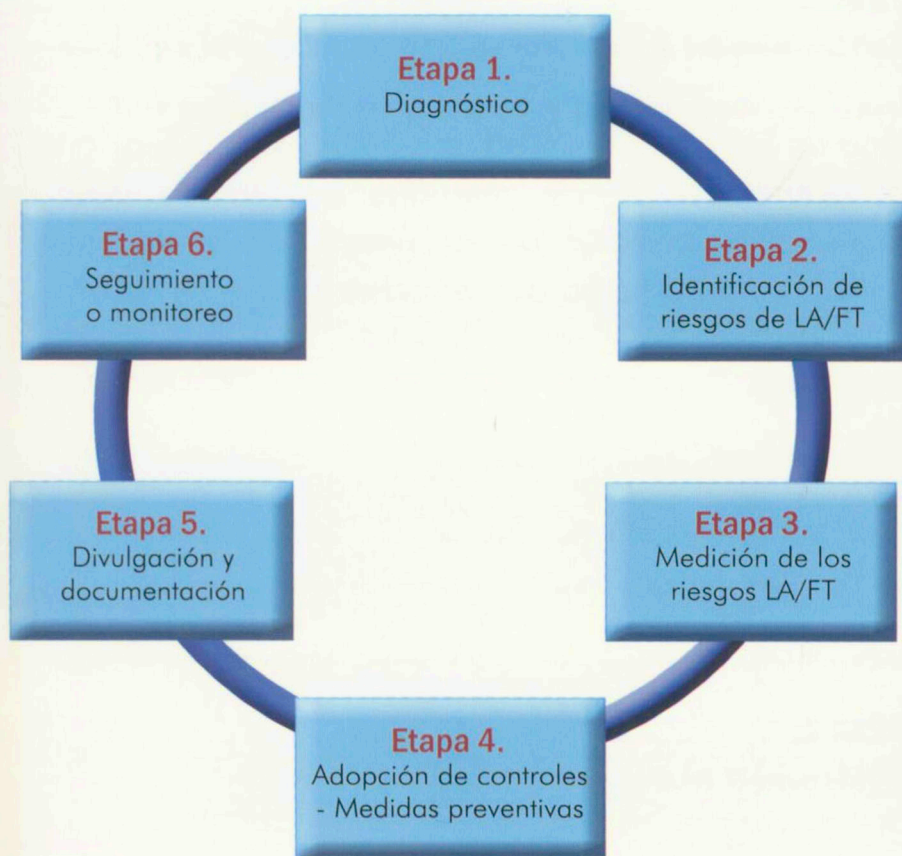 Etapa 1.
Diagnóstico
Etapa 2.
Identificación de
riesgos de LA/FT
Etapa 3.
Medición de los
riesgos LA/FT
Etapa 4.
Adopción de controles
- Medidas preventivas
Etapa 5.
Divulgación y
documentación
Etapa 6.
Seguimiento
o monitoreo